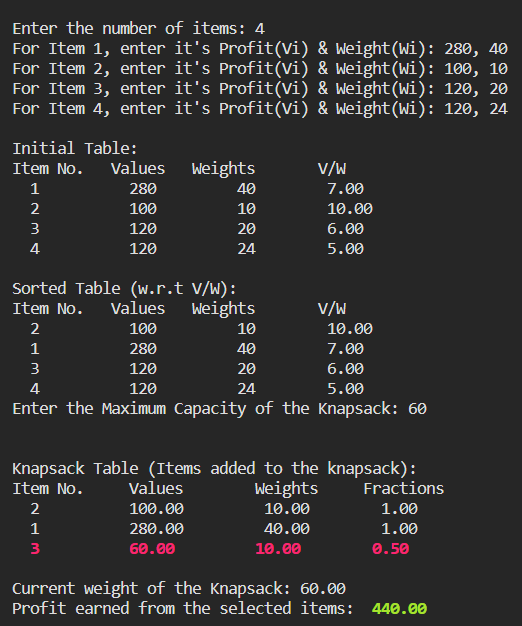 Enter the number of items: 4
For Item 1, enter it's Profit(Vi) & Weight(Wi): 280, 40
For Item 2, enter it's Profit(Vi) & Weight(Wi): 100, 10
For Item 3, enter it's Profit(Vi) & Weight(Wi): 120, 20
For Item 4, enter it's Profit(Vi) & Weight(Wi): 120, 24
Initial Table:
Item No. Values Weights V/W
1 280 40 7.00
2 100 10 10.00
3 120 20 6.00
4 120 24 5.00
Sorted Table (w.r.t V/W):
Item No. Values Weights V/W
2 100 10 10.00
1 280 40 7.00
3 120 20 6.00
4 120 24 5.00
Enter the Maximum Capacity of the Knapsack: 60
Knapsack Table (Items added to the knapsack):
Item No. Values Weights Fractions
2 100.00 10.00 1.00
1 280.00 40.00 1.00
3 60.00 10.00 0.50
Current weight of the Knapsack: 60.00
Profit earned from the selected items: 440.00